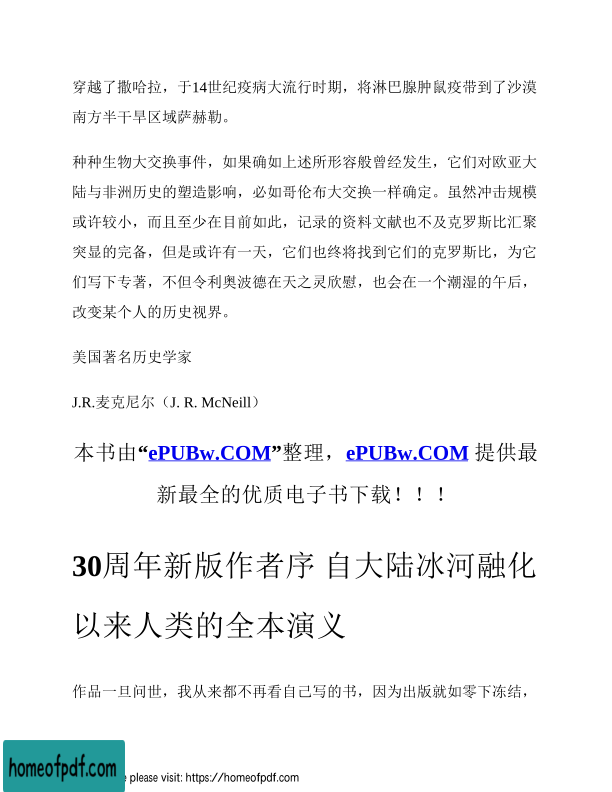 穿越了撒哈拉，于14世纪疫病大流行时期，将淋巴腺肿鼠疫带到了沙漠
南方半干旱区域萨赫勒。
种种生物大交换事件，如果确如上述所形容般曾经发生，它们对欧亚大
陆与非洲历史的塑造影响，必如哥伦布大交换一样确定。虽然冲击规模
或许较小，而且至少在目前如此，记录的资料文献也不及克罗斯比汇聚
突显的完备，但是或许有一天，它们也终将找到它们的克罗斯比，为它
们写下专著，不但令利奥波德在天之灵欣慰，也会在一个潮湿的午后，
改变某个人的历史视界。
美国著名历史学家
J.R.麦克尼尔（J. R. McNeill）
本书由“ePUBw.COM”整理，ePUBw.COM 提供最
新最全的优质电子书下载！！！
30周年新版作者序 自大陆冰河融化
以来人类的全本演义
作品一旦问世，我从来都不再看自己写的书，因为出版就如零下冻结，
homeofpdf.com
e please visit: https://homeofpdf.com